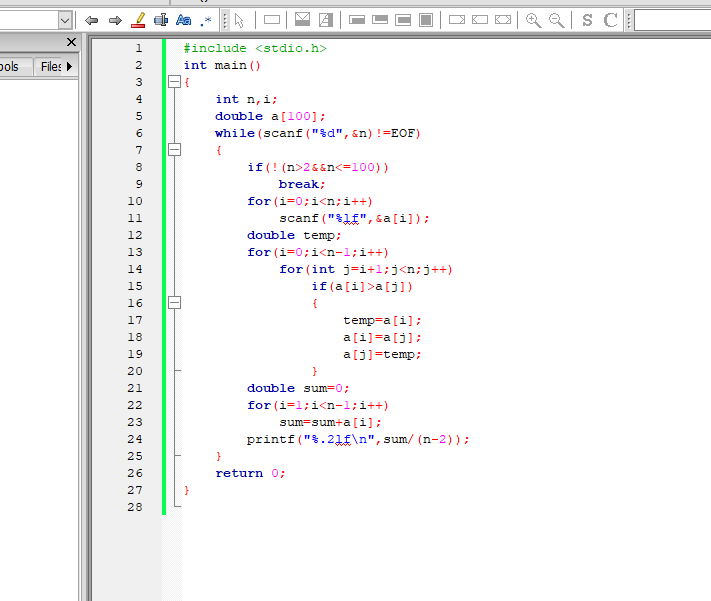 Aa .* S C
ools Files
1 #include <stdio.h>
2 int main()
3 {
4 int n,i;
5 double a[100];
6 while(scanf("%d",&n)!=EOF)
7 {
8 if(!(n>2&&n<=100))
9 break;
10 for(i=0;i<n;i++)
11 scanf("%lf",&a[i]);
12 double temp;
13 for(i=0;i<n-1;i++)
14 for(int j=i+1;j<n;j++)
15 if(a[i]>a[j])
16 {
17 temp=a[i];
18 a[i]=a[j];
19 a[j]=temp;
20 }
21 double sum=0;
22 for(i=1;i<n-1;i++)
23 sum=sum+a[i];
24 printf("%.2lf\n",sum/(n-2));
25 }
26 return 0;
27 }
28